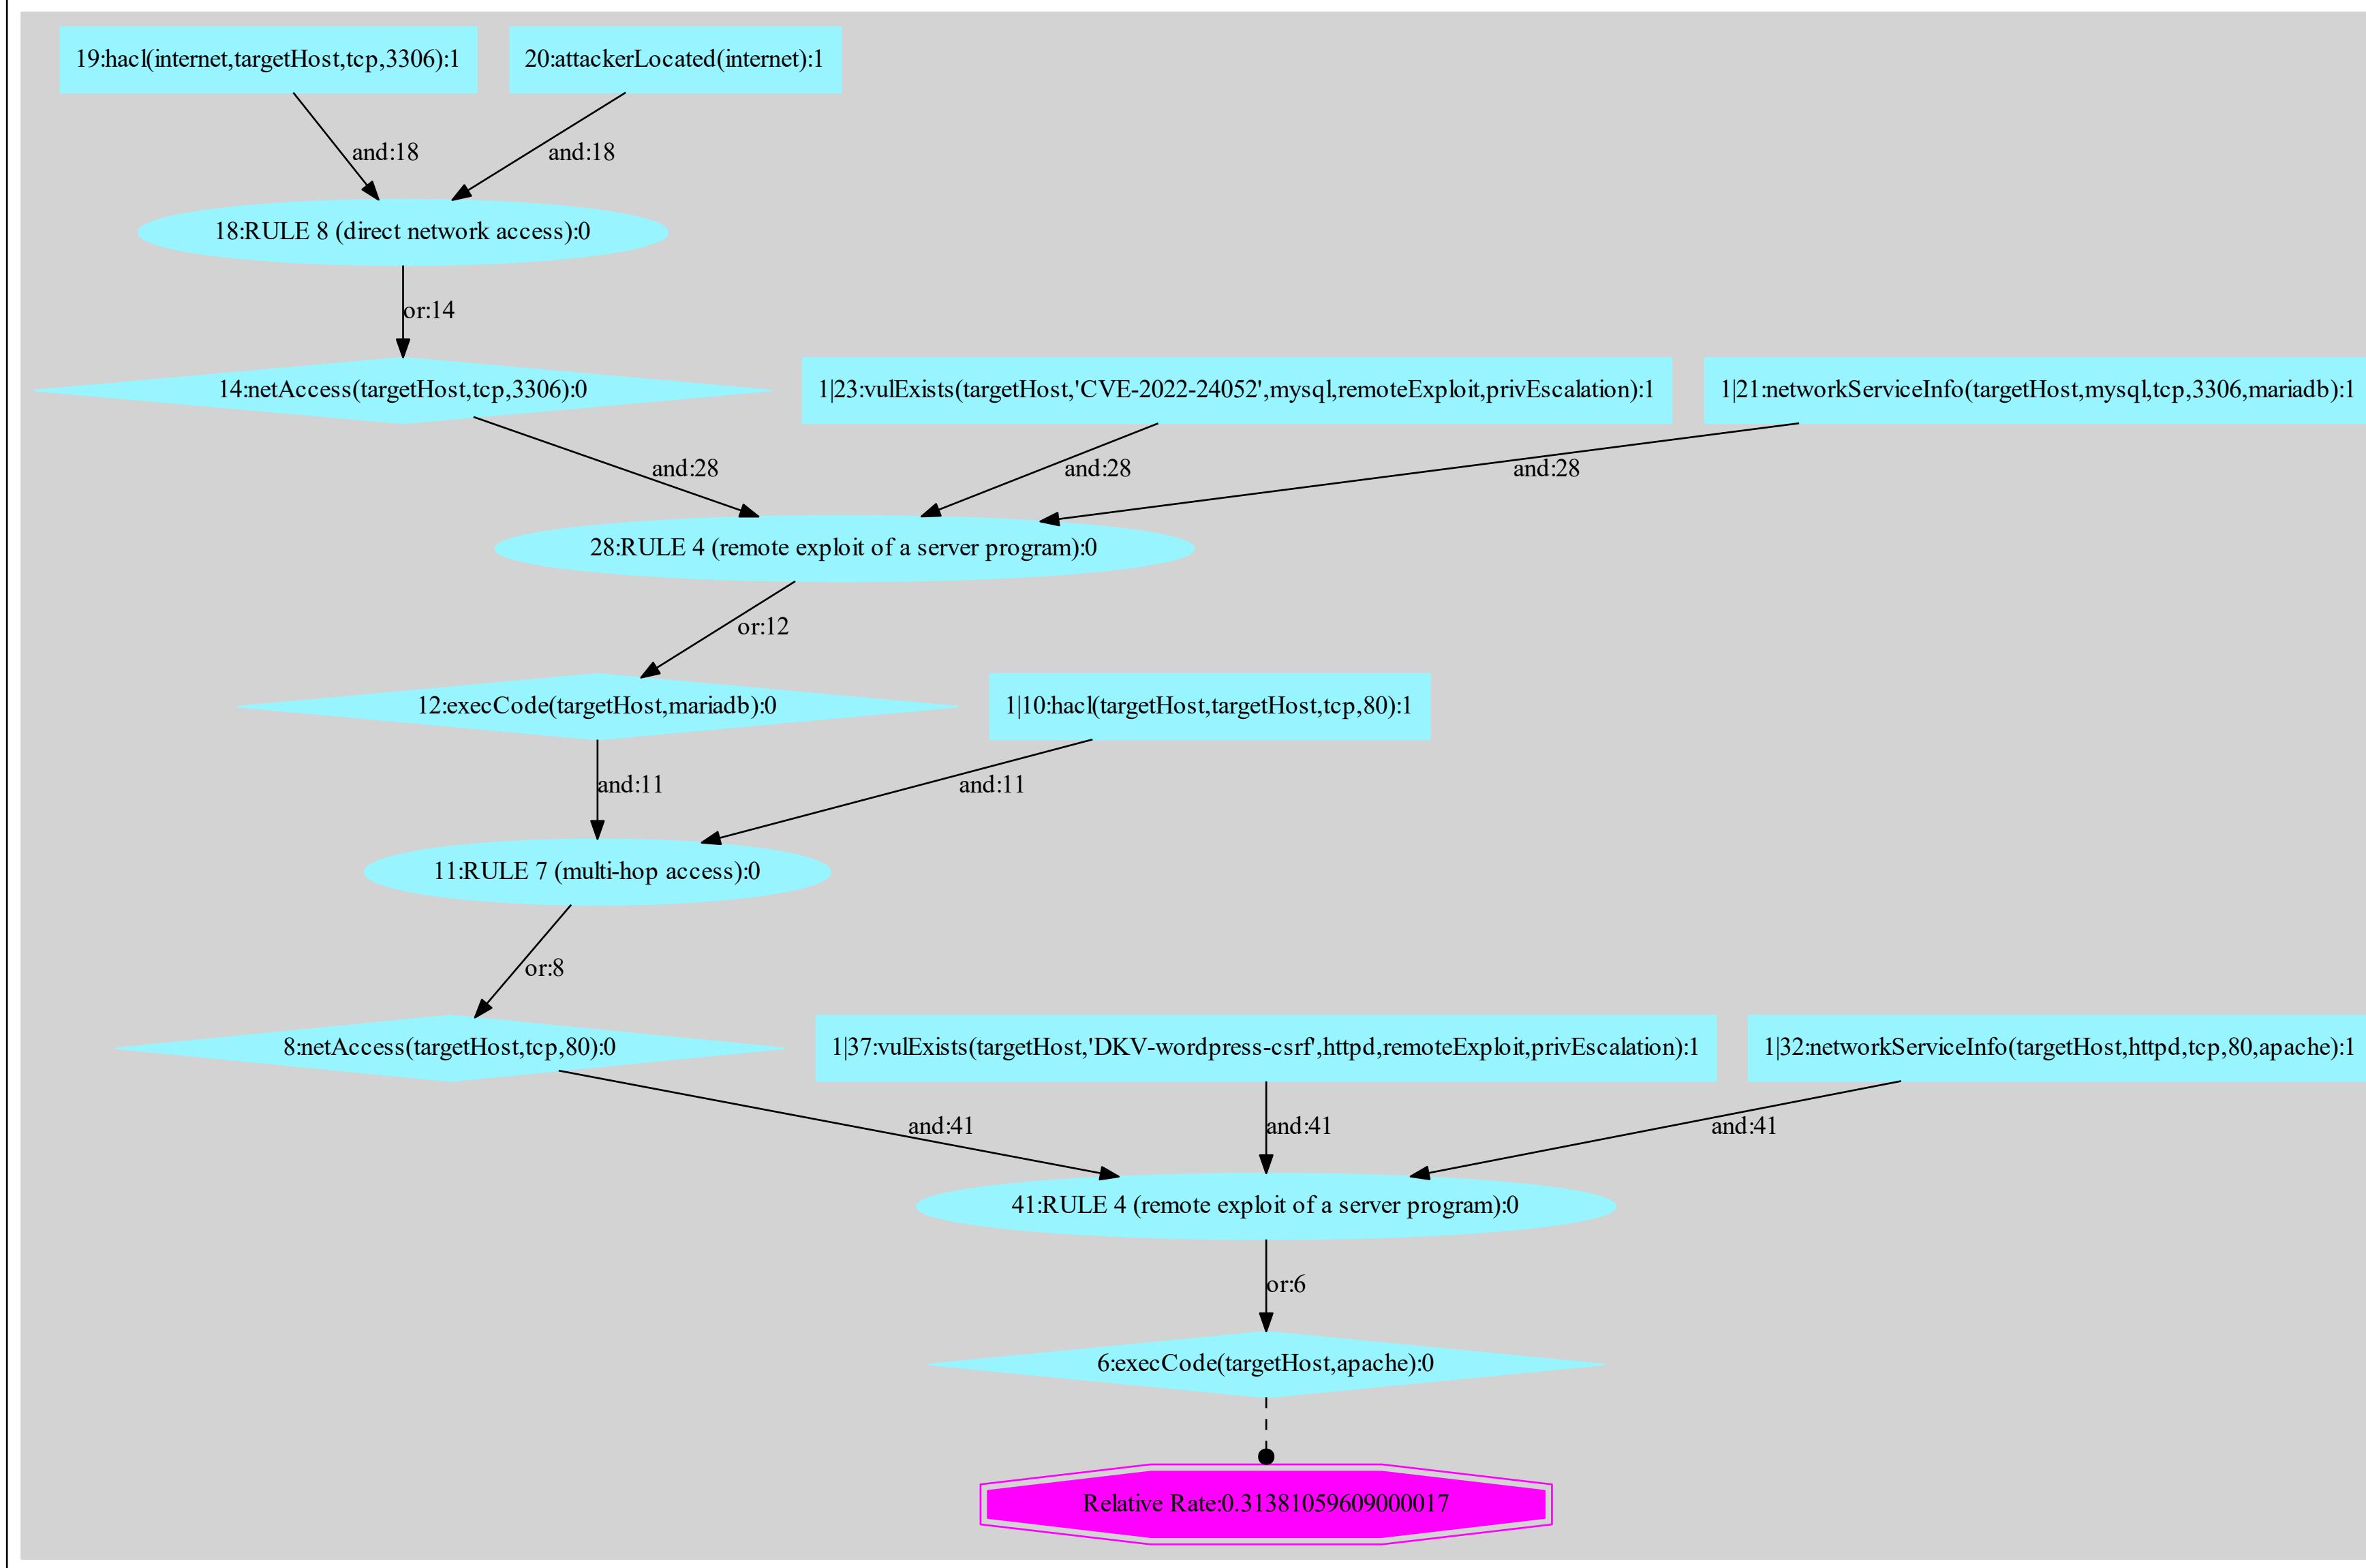 19:hacl(internet,targetHost,tcp,3306):1
20:attackerLocated(internet):1
and:18
and:18
18:RULE 8 (direct network access):0
or:14
14:netAccess(targetHost,tcp,3306):0
1|23:vulExists(targetHost,'CVE-2022-24052',mysql,remoteExploit,privEscalation):1
1|21:networkServiceInfo(targetHost,mysql,tcp,3306,mariadb):1
and:28
and:28
and:28
28:RULE 4 (remote exploit of a server program):0
or:12
12:execCode(targetHost,mariadb):0
1|10:hacl(targetHost,targetHost,tcp,80):1
and:11
and:11
11:RULE 7 (multi-hop access):0
or:8
8:netAccess(targetHost,tcp,80):0
1|37:vulExists(targetHost,'DKV-wordpress-csrf',httpd,remoteExploit,privEscalation):1
1|32:networkServiceInfo(targetHost,httpd,tcp,80,apache):1
and:41
and:41
and:41
41:RULE 4 (remote exploit of a server program):0
or:6
6:execCode(targetHost,apache):0
Relative Rate:0.31381059609000017